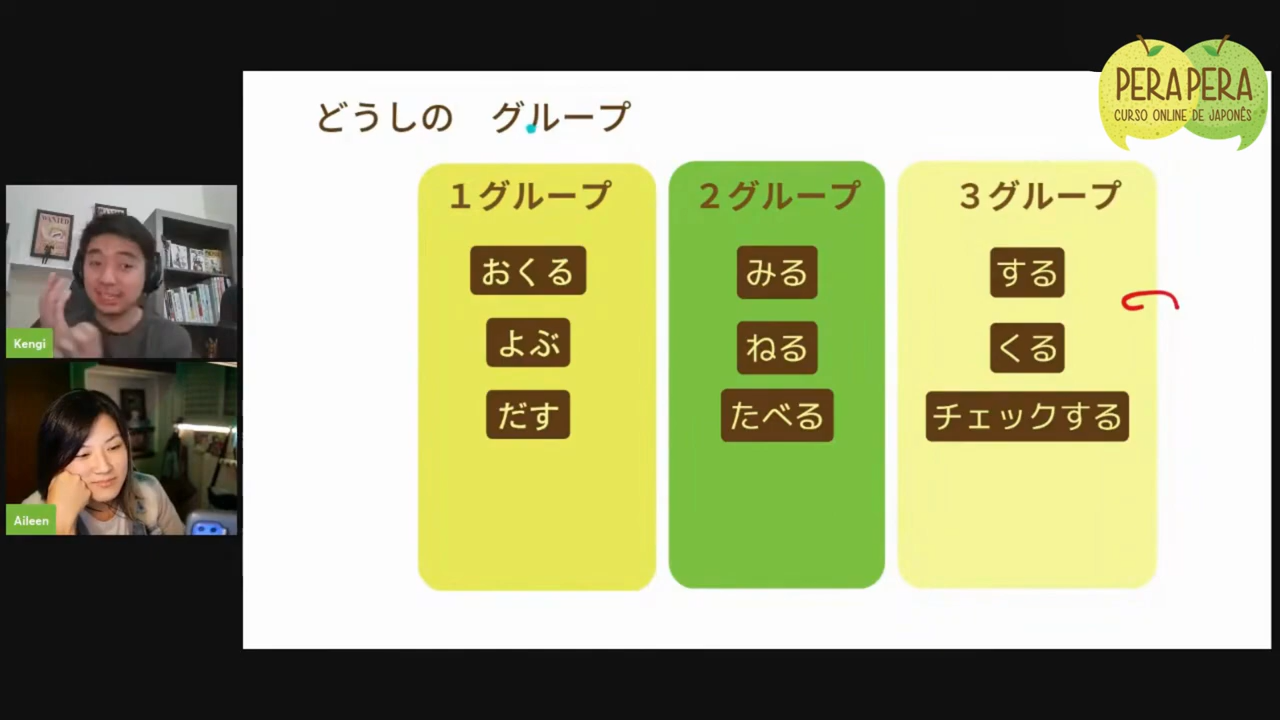 PERA PERA
CURSO ONLINE DE JAPONÊS
どうしの グループ
１グループ
おくる
よぶ
だす
２グループ
みる
ねる
たべる
３グループ
する
くる
チェックする
WANTED
Kengi
Aileen